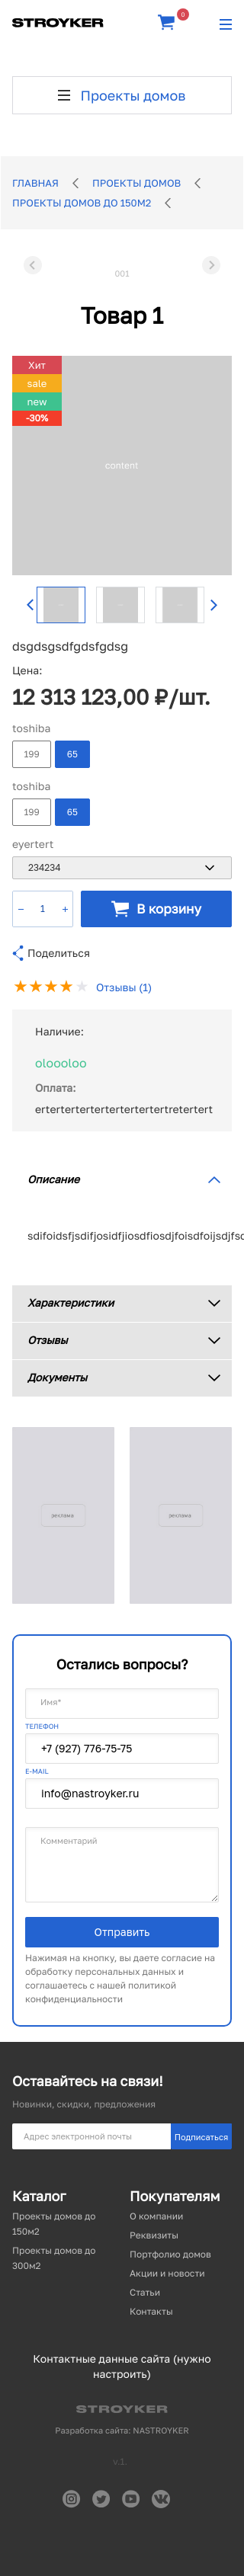 STROYKER
0
Проекты домов
ГЛАВНАЯ
ПРОЕКТЫ ДОМОВ
ПРОЕКТЫ ДОМОВ ДО 150М2
001
Товар 1
Хит
sale
new
-30%
content
dsgdsgsdfgdsfgdsg
Цена:
12 313 123,00 ₽/шт.
toshiba
199
65
toshiba
199
65
eyertert
234234
– 1 +
В корзину
Поделиться
Отзывы (1)
Наличие:
oloooloo
Оплата:
ertertertertertertertertretertert
Описание
sdifoidsfjsdifjosidfjiosdfiosdjfoisdfoijsdjfsd
Характеристики
Отзывы
Документы
реклама
реклама
Остались вопросы?
Имя*
ТЕЛЕФОН
+7 (927) 776-75-75
E-MAIL
info@nastroyker.ru
Комментарий
Отправить
Нажимая на кнопку, вы даете согласие на
обработку персональных данных и
соглашаетесь с нашей политикой
конфиденциальности
Оставайтесь на связи!
Новинки, скидки, предложения
Адрес электронной почты
Подписаться
Каталог
Проекты домов до
150м2
Проекты домов до
300м2
Покупателям
О компании
Реквизиты
Портфолио домов
Акции и новости
Статьи
Контакты
Контактные данные сайта (нужно
настроить)
STROYKER
Разработка сайта: NASTROYKER
v.1.